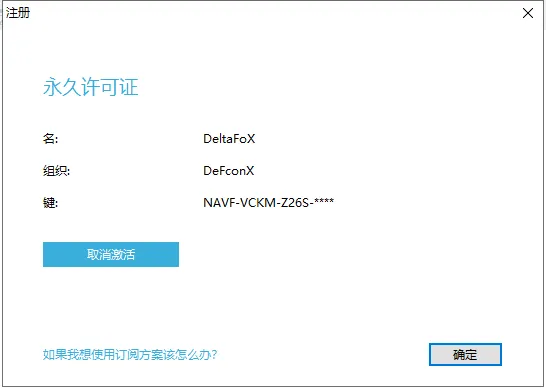 注册
永久许可证
名: DeltaFoX
组织: DeFconX
键: NAVF-VCKM-Z26S-****
取消激活
如果我想使用订阅方案该怎么办?
确定